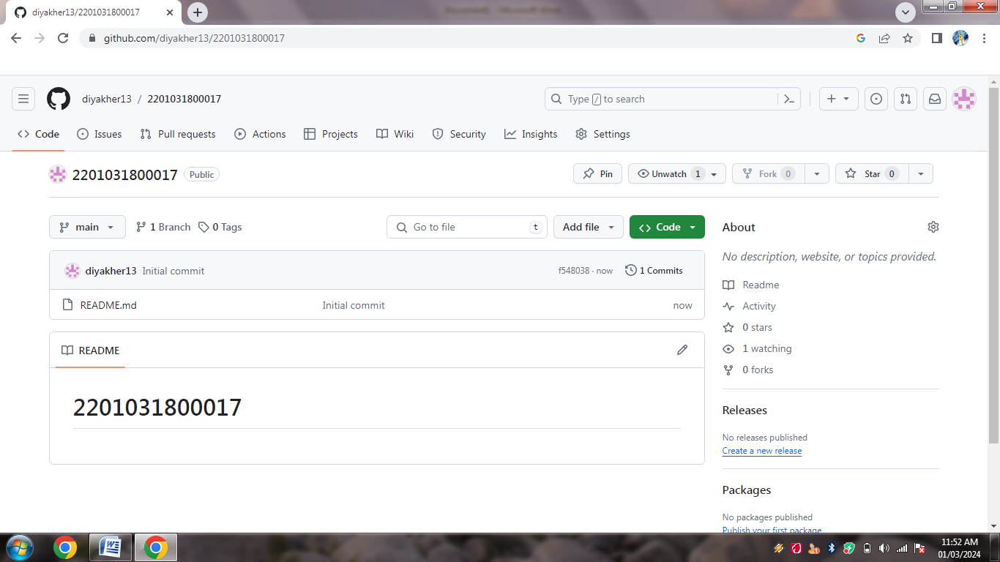 diyakher13/2201031800017
Document1 - Microsoft Word
github.com/diyakher13/2201031800017
diyakher13 / 2201031800017
Type / to search
Code Issues Pull requests Actions Projects Wiki Security Insights Settings
2201031800017 Public
Pin Unwatch 1 Fork 0 Star 0
main 1 Branch 0 Tags Go to file t Add file Code
diyakher13 Initial commit f548038 · now 1 Commits
README.md Initial commit now
README
2201031800017
About
No description, website, or topics provided.
Readme
Activity
0 stars
1 watching
0 forks
Releases
No releases published
Create a new release
Packages
No packages published
Publish your first package
11:52 AM
01/03/2024